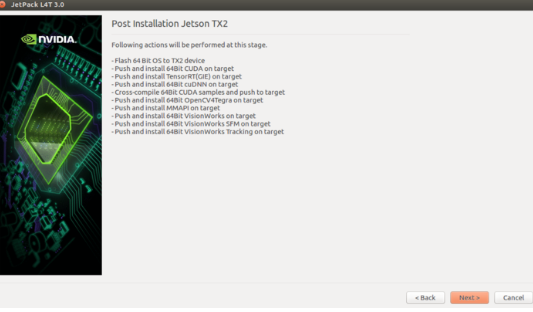 JetPack L4T 3.0
NVIDIA.
Post Installation Jetson TX2
Following actions will be performed at this stage.
- Flash 64 Bit OS to TX2 device
- Push and install 64Bit CUDA on target
- Push and install TensorRT(GIE) on target
- Push and install 64Bit cuDNN on target
- Cross-compile 64Bit CUDA samples and push to target
- Push and install 64Bit OpenCV4Tegra on target
- Push and install MMAPI on target
- Push and install 64Bit VisionWorks on target
- Push and install 64Bit VisionWorks SFM on target
- Push and install 64Bit VisionWorks Tracking on target
< Back
Next >
Cancel